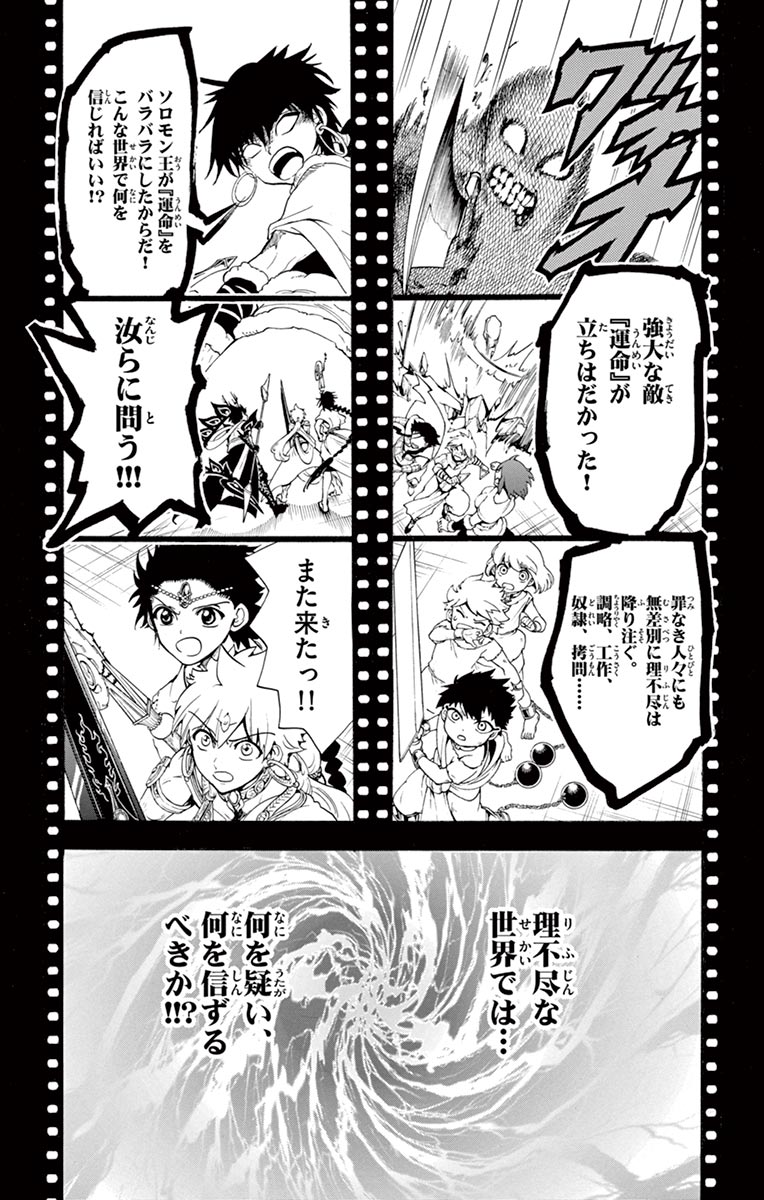 ワオオオ
強大な敵
『運命』が
立ちはだかった！
罪なき人々にも
無差別に理不尽は
降り注ぐ。
調略、工作、
奴隷、拷問……
ソロモン王が『運命』を
バラバラにしたからだ！
こんな世界で何を
信じればいい!?
汝らに問う!!!
また来たっ!!
理不尽な
世界では…
何を疑い、
何を信ずる
べきか!!?